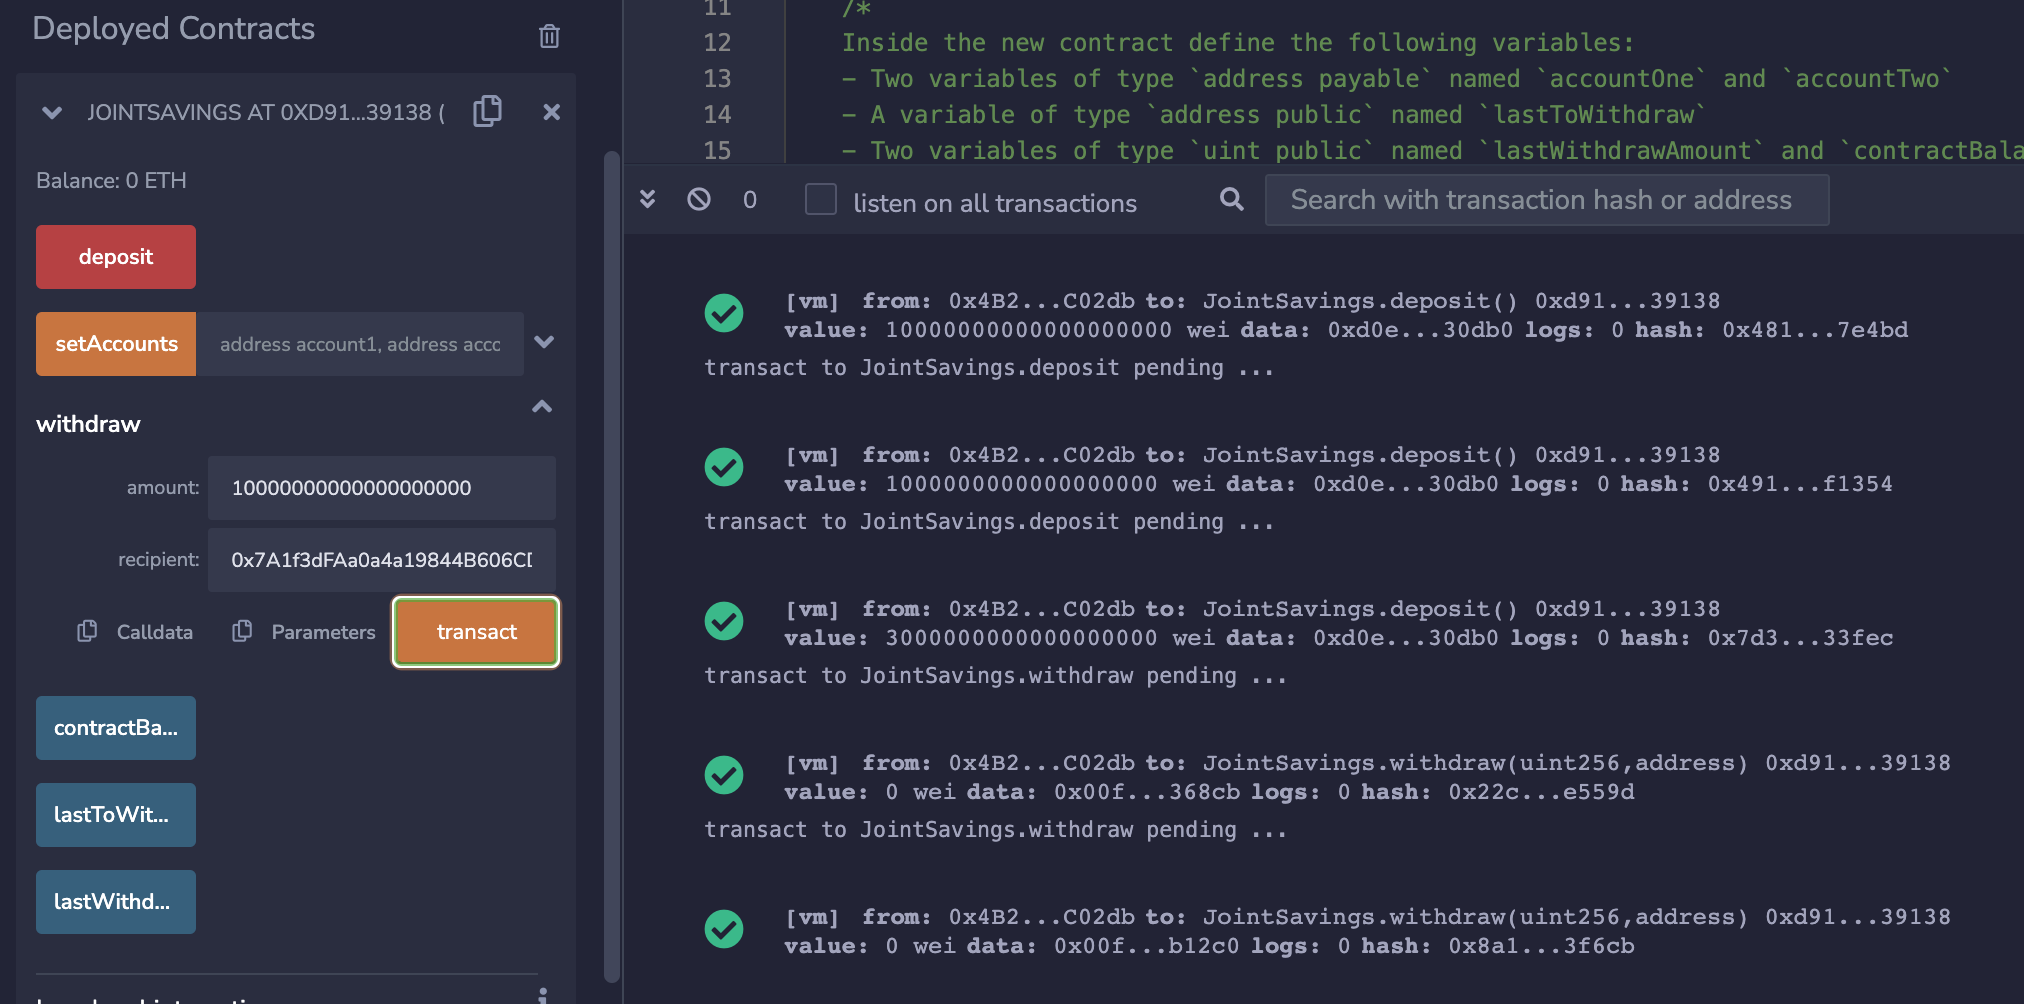 Deployed Contracts
JOINTSAVINGS AT 0XD91...39138 (
Balance: 0 ETH
deposit
setAccounts
address account1, address acco
withdraw
amount:
10000000000000000000
recipient:
0x7A1f3dFAa0a4a19844B606CD
Calldata
Parameters
transact
contractBa...
lastToWit...
lastWithd...
11 /*
12 Inside the new contract define the following variables:
13 - Two variables of type `address payable` named `accountOne` and `accountTwo`
14 - A variable of type `address public` named `lastToWithdraw`
15 - Two variables of type `uint public` named `lastWithdrawAmount` and `contractBala
0
listen on all transactions
Search with transaction hash or address
[vm] from: 0x4B2...C02db to: JointSavings.deposit() 0xd91...39138
value: 10000000000000000000 wei data: 0xd0e...30db0 logs: 0 hash: 0x481...7e4bd
transact to JointSavings.deposit pending ...
[vm] from: 0x4B2...C02db to: JointSavings.deposit() 0xd91...39138
value: 1000000000000000000 wei data: 0xd0e...30db0 logs: 0 hash: 0x491...f1354
transact to JointSavings.deposit pending ...
[vm] from: 0x4B2...C02db to: JointSavings.deposit() 0xd91...39138
value: 3000000000000000000 wei data: 0xd0e...30db0 logs: 0 hash: 0x7d3...33fec
transact to JointSavings.withdraw pending ...
[vm] from: 0x4B2...C02db to: JointSavings.withdraw(uint256,address) 0xd91...39138
value: 0 wei data: 0x00f...368cb logs: 0 hash: 0x22c...e559d
transact to JointSavings.withdraw pending ...
[vm] from: 0x4B2...C02db to: JointSavings.withdraw(uint256,address) 0xd91...39138
value: 0 wei data: 0x00f...b12c0 logs: 0 hash: 0x8a1...3f6cb